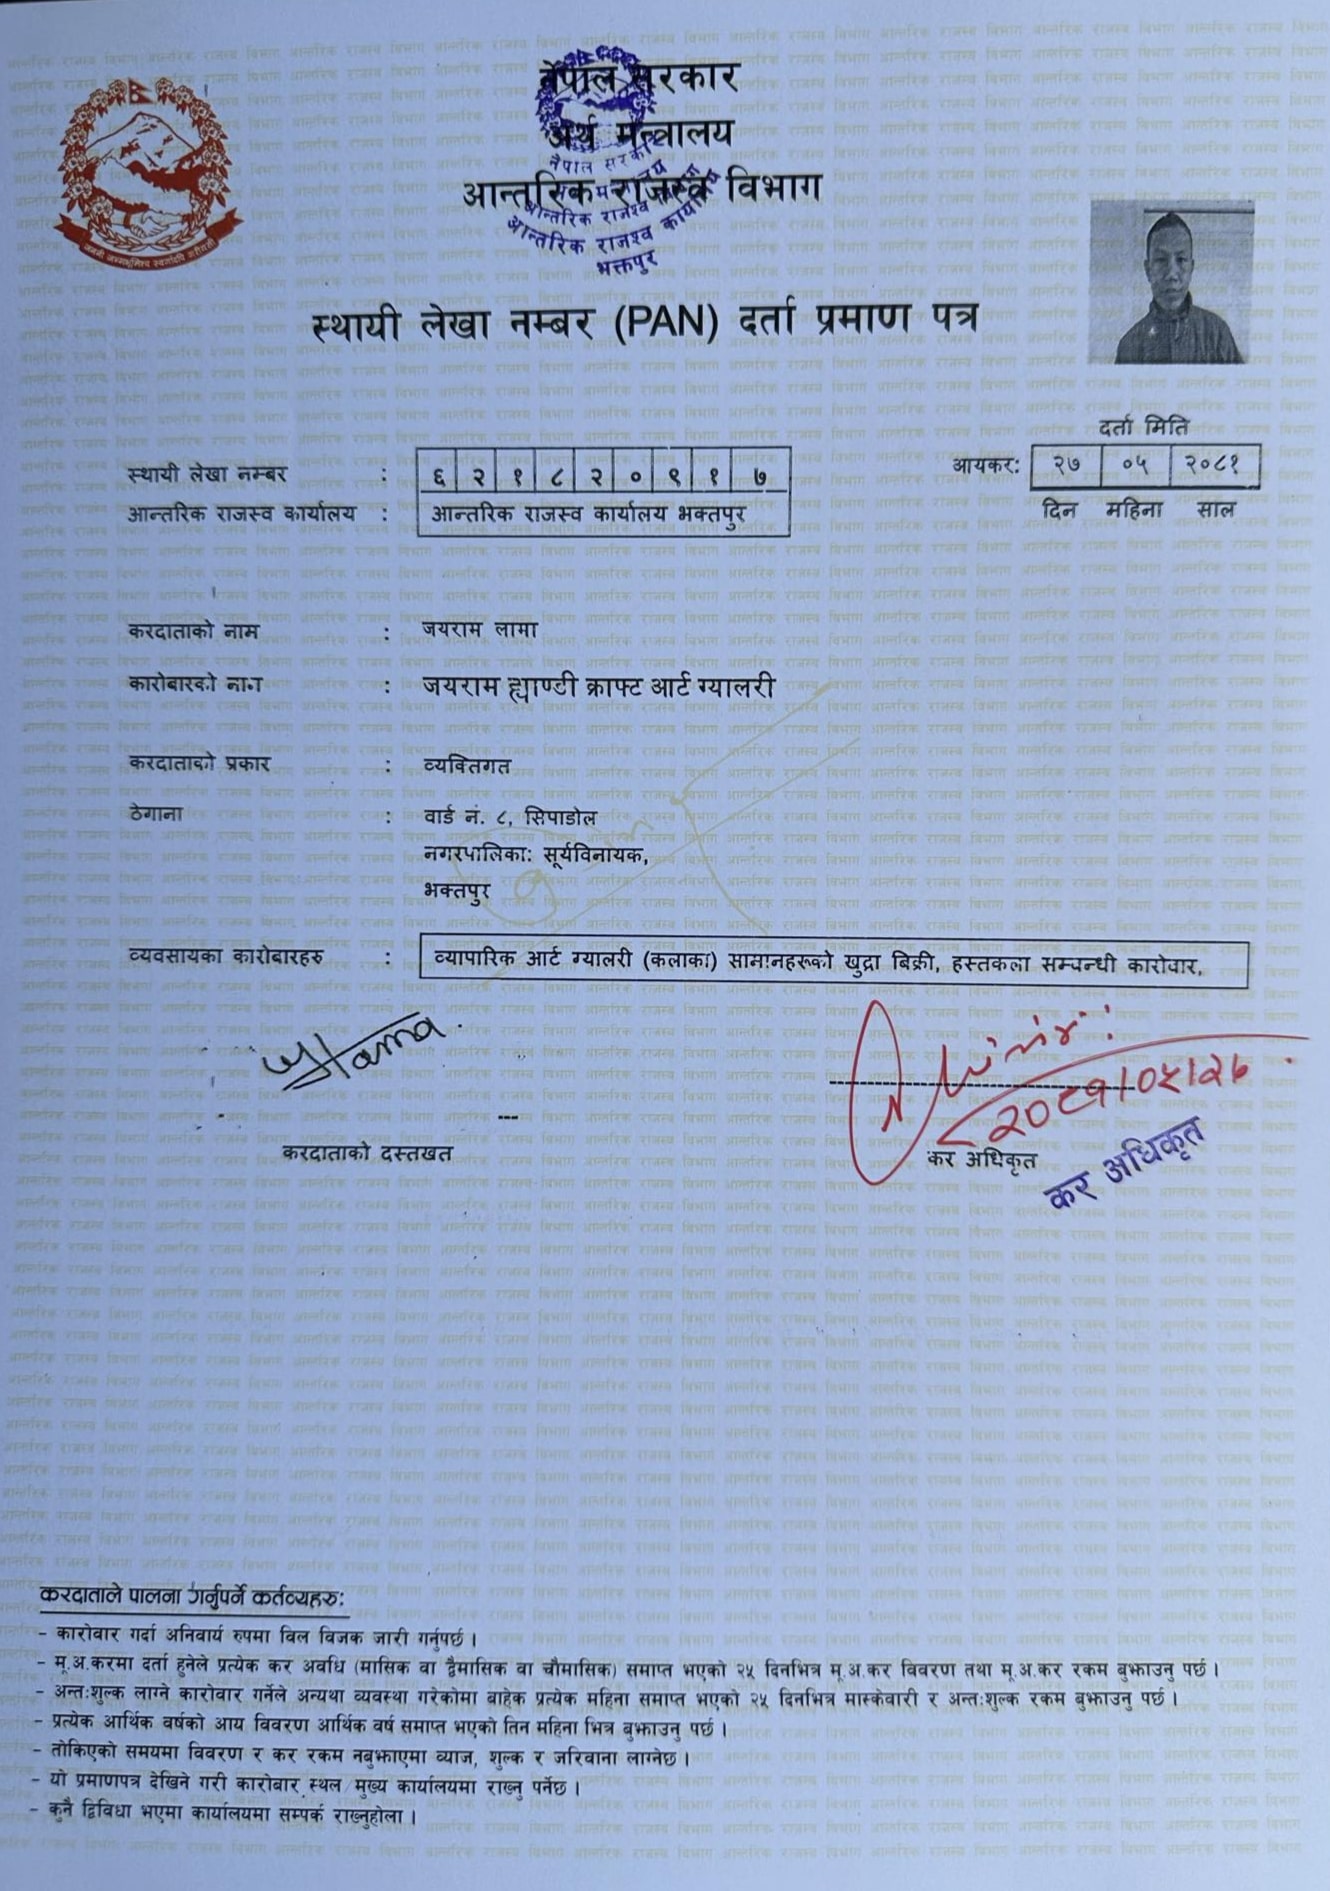 नेपाल सरकार
अर्थ मन्त्रालय
आन्तरिक राजस्व विभाग
नेपाल सरकार
आन्तरिक राजश्व
आन्तरिक राजश्व कार्यालय
भक्तपुर
स्थायी लेखा नम्बर (PAN) दर्ता प्रमाण पत्र
दर्ता मिति
स्थायी लेखा नम्बर : ६ २ १ ८ २ ० ९ १ ७
आयकर: २७ ०५ २०८१
दिन महिना साल
आन्तरिक राजस्व कार्यालय : आन्तरिक राजस्व कार्यालय भक्तपुर
करदाताको नाम : जयराम लामा
कारोबारको नाम : जयराम ह्याण्डी क्राफ्ट आर्ट ग्यालरी
करदाताको प्रकार : व्यक्तिगत
ठेगाना : वार्ड नं. ८, सिपाडोल
नगरपालिका: सूर्यविनायक,
भक्तपुर
व्यवसायका कारोबारहरु : व्यापारिक आर्ट ग्यालरी (कलाका) सामानहरूको खुद्रा बिक्री, हस्तकला सम्बन्धी कारोवार,
Jlama
२०८१।०५।२७
करदाताको दस्तखत
कर अधिकृत
कर अधिकृत
करदाताले पालना गर्नुपर्ने कर्तव्यहरु:
- कारोवार गर्दा अनिवार्य रुपमा विल विजक जारी गर्नुपर्छ ।
- मू.अ.करमा दर्ता हुनेले प्रत्येक कर अवधि (मासिक वा द्वैमासिक वा चौमासिक) समाप्त भएको २५ दिनभित्र मू.अ.कर विवरण तथा मू.अ.कर रकम बुझाउनु पर्छ ।
- अन्तःशुल्क लाग्ने कारोवार गर्नेले अन्यथा व्यवस्था गरेकोमा बाहेक प्रत्येक महिना समाप्त भएको २५ दिनभित्र मास्केवारी र अन्तःशुल्क रकम बुझाउनु पर्छ ।
- प्रत्येक आर्थिक वर्षको आय विवरण आर्थिक वर्ष समाप्त भएको तिन महिना भित्र बुझाउनु पर्छ ।
- तोकिएको समयमा विवरण र कर रकम नबुझाएमा व्याज, शुल्क र जरिवाना लाग्नेछ ।
- यो प्रमाणपत्र देखिने गरी कारोबार स्थल/मुख्य कार्यालयमा राख्नु पर्नेछ ।
- कुनै द्विविधा भएमा कार्यालयमा सम्पर्क राख्नुहोला ।